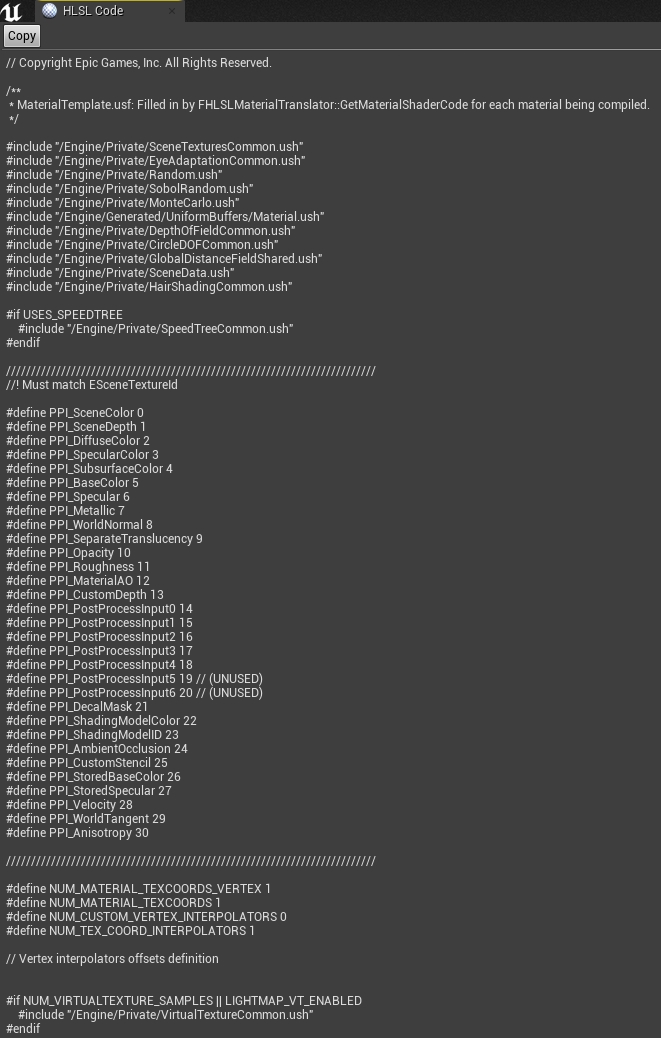 HLSL Code
Copy
// Copyright Epic Games, Inc. All Rights Reserved.
/**
* MaterialTemplate.usf: Filled in by FHLSLMaterialTranslator::GetMaterialShaderCode for each material being compiled.
*/
#include "/Engine/Private/SceneTexturesCommon.ush"
#include "/Engine/Private/EyeAdaptationCommon.ush"
#include "/Engine/Private/Random.ush"
#include "/Engine/Private/SobolRandom.ush"
#include "/Engine/Private/MonteCarlo.ush"
#include "/Engine/Generated/UniformBuffers/Material.ush"
#include "/Engine/Private/DepthOfFieldCommon.ush"
#include "/Engine/Private/CircleDOFCommon.ush"
#include "/Engine/Private/GlobalDistanceFieldShared.ush"
#include "/Engine/Private/SceneData.ush"
#include "/Engine/Private/HairShadingCommon.ush"
#if USES_SPEEDTREE
#include "/Engine/Private/SpeedTreeCommon.ush"
#endif
//////////////////////////////////////////////////////////////////////////
//! Must match ESceneTextureId
#define PPI_SceneColor 0
#define PPI_SceneDepth 1
#define PPI_DiffuseColor 2
#define PPI_SpecularColor 3
#define PPI_SubsurfaceColor 4
#define PPI_BaseColor 5
#define PPI_Specular 6
#define PPI_Metallic 7
#define PPI_WorldNormal 8
#define PPI_SeparateTranslucency 9
#define PPI_Opacity 10
#define PPI_Roughness 11
#define PPI_MaterialAO 12
#define PPI_CustomDepth 13
#define PPI_PostProcessInput0 14
#define PPI_PostProcessInput1 15
#define PPI_PostProcessInput2 16
#define PPI_PostProcessInput3 17
#define PPI_PostProcessInput4 18
#define PPI_PostProcessInput5 19 // (UNUSED)
#define PPI_PostProcessInput6 20 // (UNUSED)
#define PPI_DecalMask 21
#define PPI_ShadingModelColor 22
#define PPI_ShadingModelID 23
#define PPI_AmbientOcclusion 24
#define PPI_CustomStencil 25
#define PPI_StoredBaseColor 26
#define PPI_StoredSpecular 27
#define PPI_Velocity 28
#define PPI_WorldTangent 29
#define PPI_Anisotropy 30
//////////////////////////////////////////////////////////////////////////
#define NUM_MATERIAL_TEXCOORDS_VERTEX 1
#define NUM_MATERIAL_TEXCOORDS 1
#define NUM_CUSTOM_VERTEX_INTERPOLATORS 0
#define NUM_TEX_COORD_INTERPOLATORS 1
// Vertex interpolators offsets definition
#if NUM_VIRTUALTEXTURE_SAMPLES || LIGHTMAP_VT_ENABLED
#include "/Engine/Private/VirtualTextureCommon.ush"
#endif